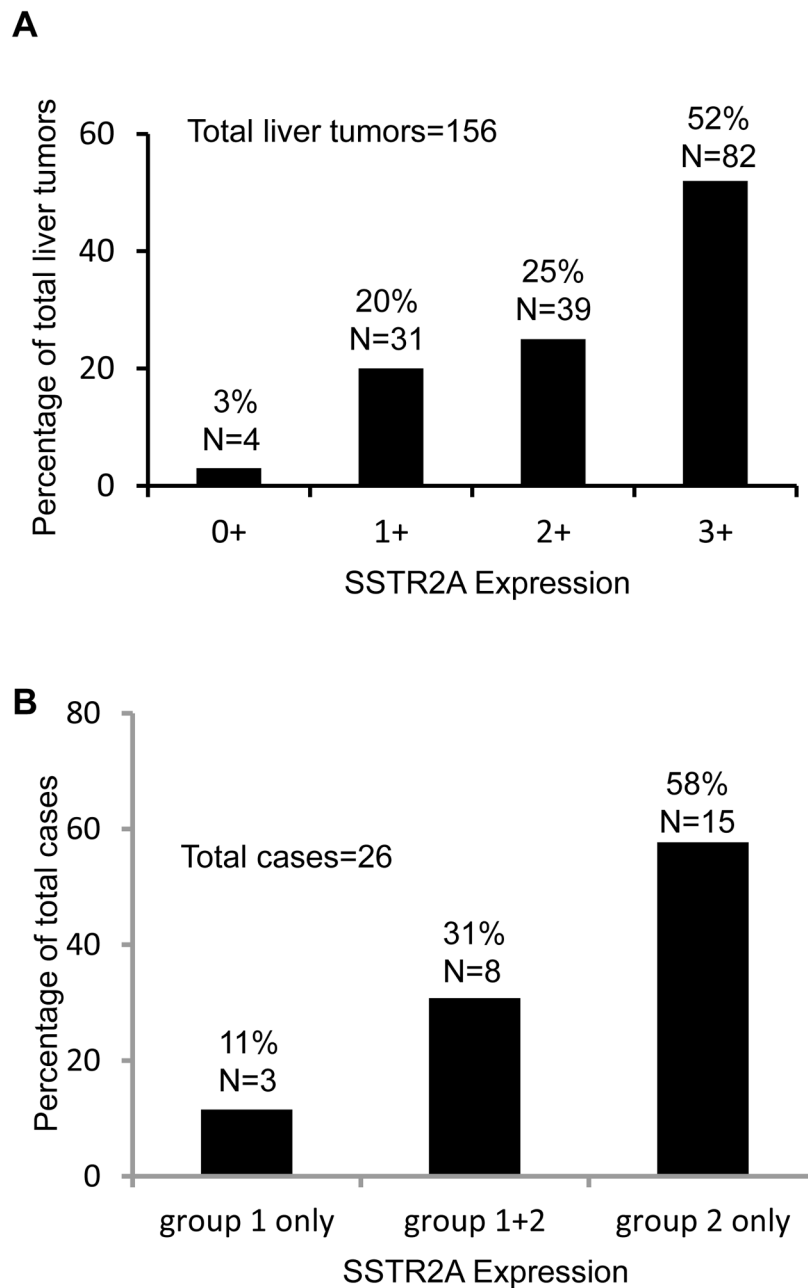 A
Percentage of total liver tumors
Total liver tumors=156
60
40
20
0
3%
N=4
20%
N=31
25%
N=39
52%
N=82
0+ 1+ 2+ 3+
SSTR2A Expression
B
Percentage of total cases
Total cases=26
80
60
40
20
0
11%
N=3
31%
N=8
58%
N=15
group 1 only group 1+2 group 2 only
SSTR2A Expression